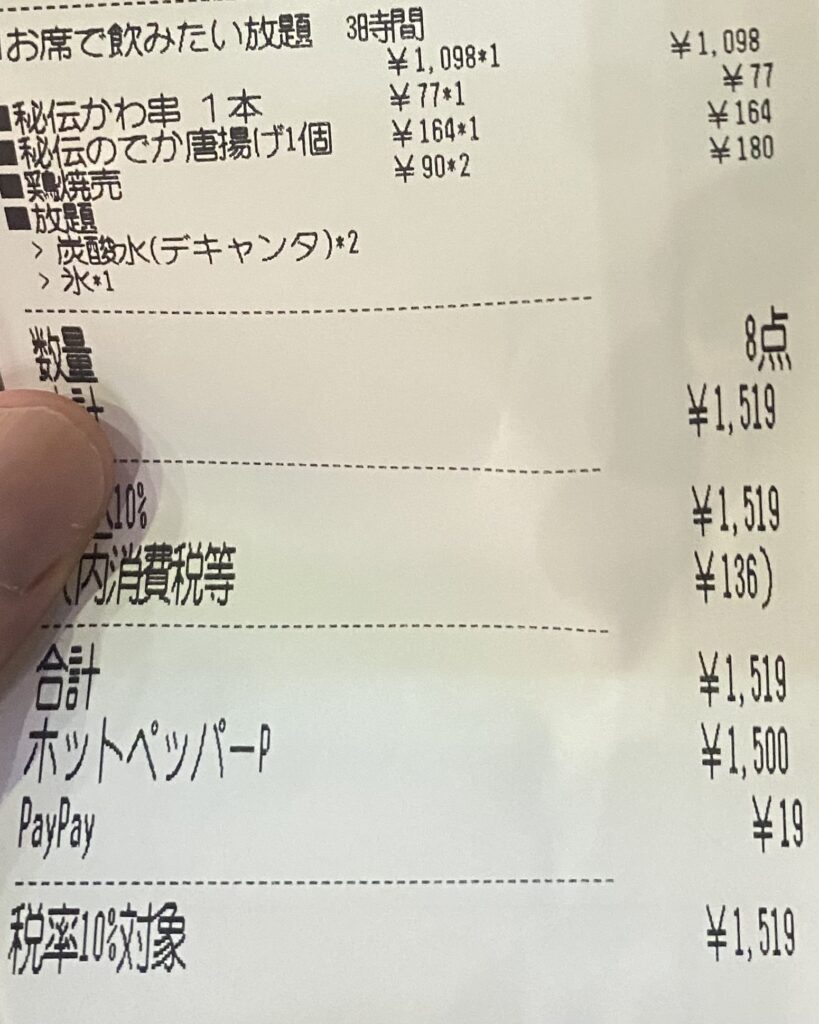 お席で飲みたい放題 3時間
¥1,098*1 ¥1,098
■秘伝かわ串 1本
¥77*1 ¥77
■秘伝のでか唐揚げ1個
¥164*1 ¥164
■鶏焼売
¥90*2 ¥180
■放題
> 炭酸水(デキャンタ)*2
> 氷*1
数量 8点
計 ¥1,519
10% ¥1,519
(内消費税等 ¥136)
合計 ¥1,519
ホットペッパーP ¥1,500
PayPay ¥19
税率10%対象 ¥1,519